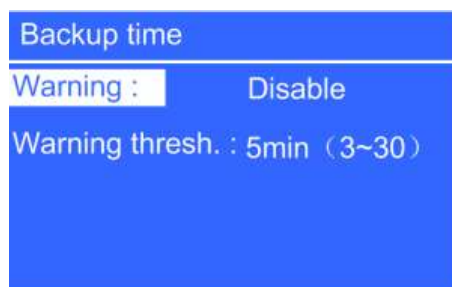 Backup time
Warning : Disable
Warning thresh. : 5min（3~30）